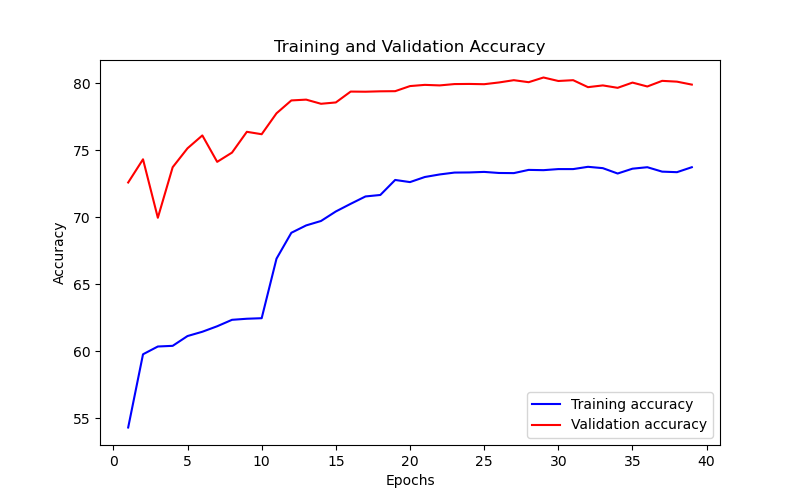 Training and Validation Accuracy
Accuracy
80
75
70
65
60
55
0 5 10 15 20 25 30 35 40
Epochs
Training accuracy
Validation accuracy